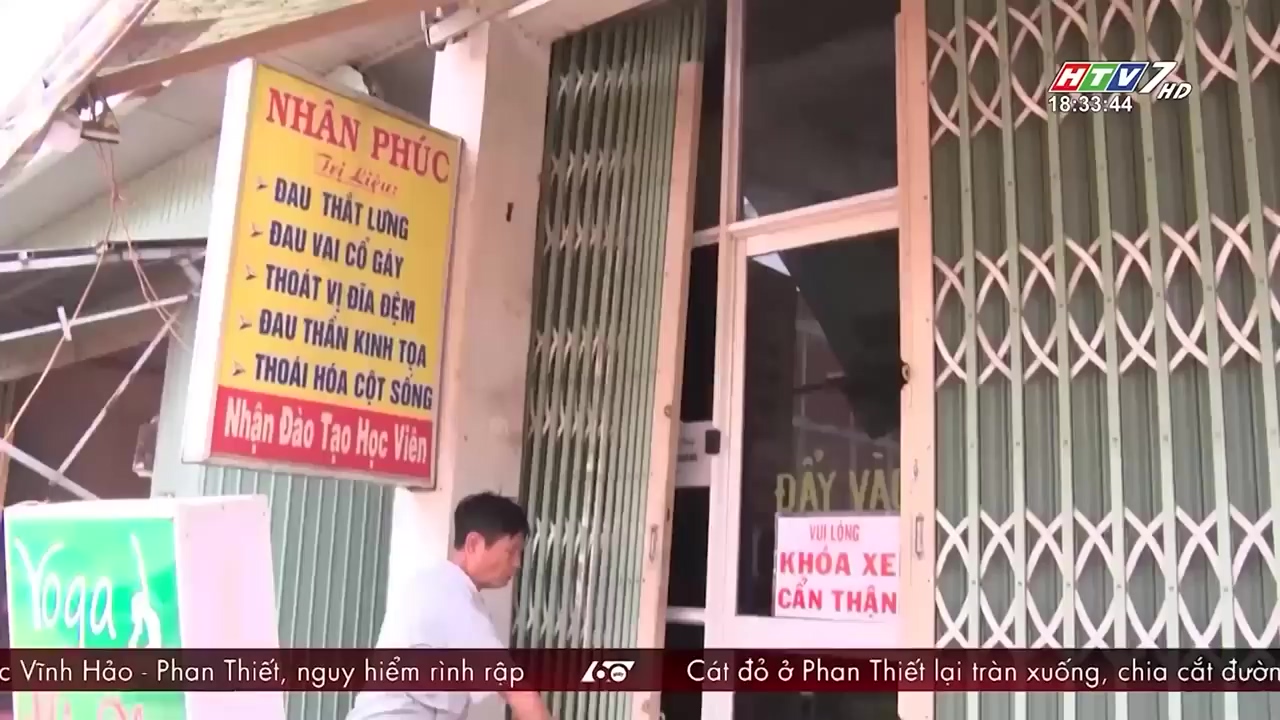 HTV7 HD
18:33:44
NHÂN PHÚC
Trị Liệu:
ĐAU THẮT LƯNG
ĐAU VAI CỔ GÁY
THOÁT VỊ ĐĨA ĐỆM
ĐAU THẦN KINH TỌA
THOÁI HÓA CỘT SỐNG
Nhận Đào Tạo Học Viên
ĐẨY VÀO
VUI LÒNG
KHÓA XE
CẨN THẬN
Yoga
c Vĩnh Hảo - Phan Thiết, nguy hiểm rình rập
60 giây
Cát đỏ ở Phan Thiết lại tràn xuống, chia cắt đườn